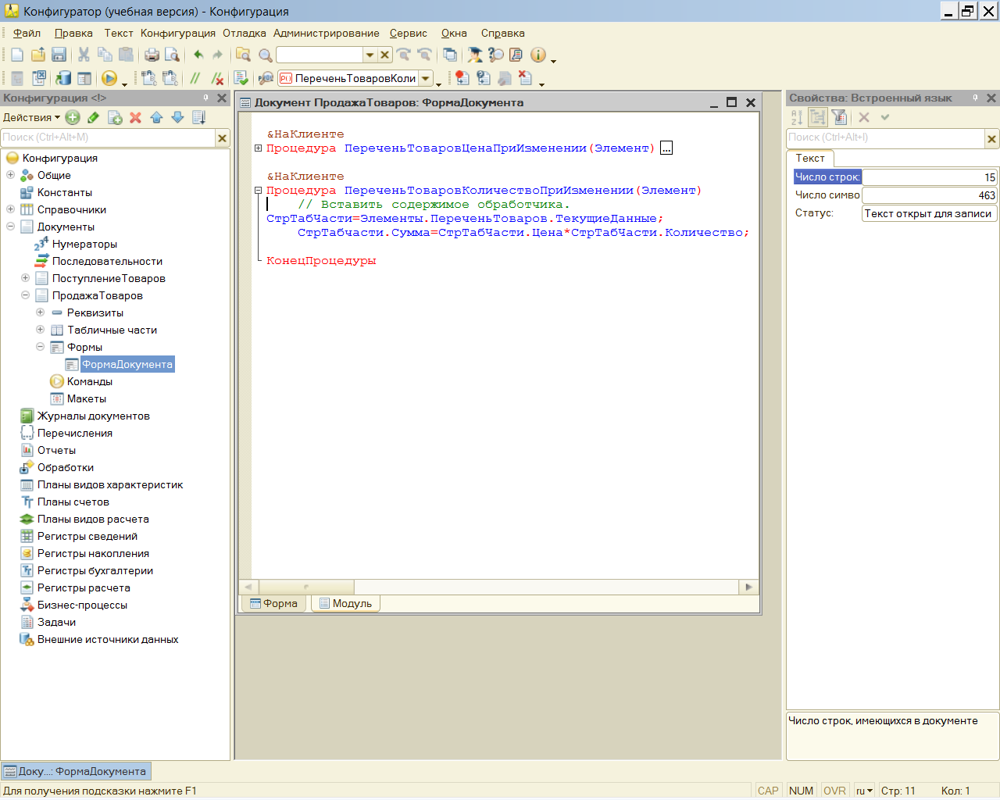 Конфигуратор (учебная версия) - Конфигурация
Файл Правка Текст Конфигурация Отладка Администрирование Сервис Окна Справка
ПереченьТоваровКоли
Конфигурация <!>
Действия
Поиск (Ctrl+Alt+M)
Конфигурация
Общие
Константы
Справочники
Документы
Нумераторы
Последовательности
ПоступлениеТоваров
ПродажаТоваров
Реквизиты
Табличные части
Формы
ФормаДокумента
Команды
Макеты
Журналы документов
Перечисления
Отчеты
Обработки
Планы видов характеристик
Планы счетов
Планы видов расчета
Регистры сведений
Регистры накопления
Регистры бухгалтерии
Регистры расчета
Бизнес-процессы
Задачи
Внешние источники данных
Документ ПродажаТоваров: ФормаДокумента
&НаКлиенте
Процедура ПереченьТоваровЦенаПриИзменении(Элемент) ...
&НаКлиенте
Процедура ПереченьТоваровКоличествоПриИзменении(Элемент)
// Вставить содержимое обработчика.
СтрТабЧасти=Элементы.ПереченьТоваров.ТекущиеДанные;
СтрТабчасти.Сумма=СтрТабЧасти.Цена*СтрТабЧасти.Количество;
КонецПроцедуры
Форма Модуль
Свойства: Встроенный язык
Поиск (Ctrl+Alt+I)
Текст
Число строк: 15
Число симво 463
Статус: Текст открыт для записи
Число строк, имеющихся в документе
Доку...: ФормаДокумента
Для получения подсказки нажмите F1 CAP NUM OVR ru Стр: 11 Кол: 1